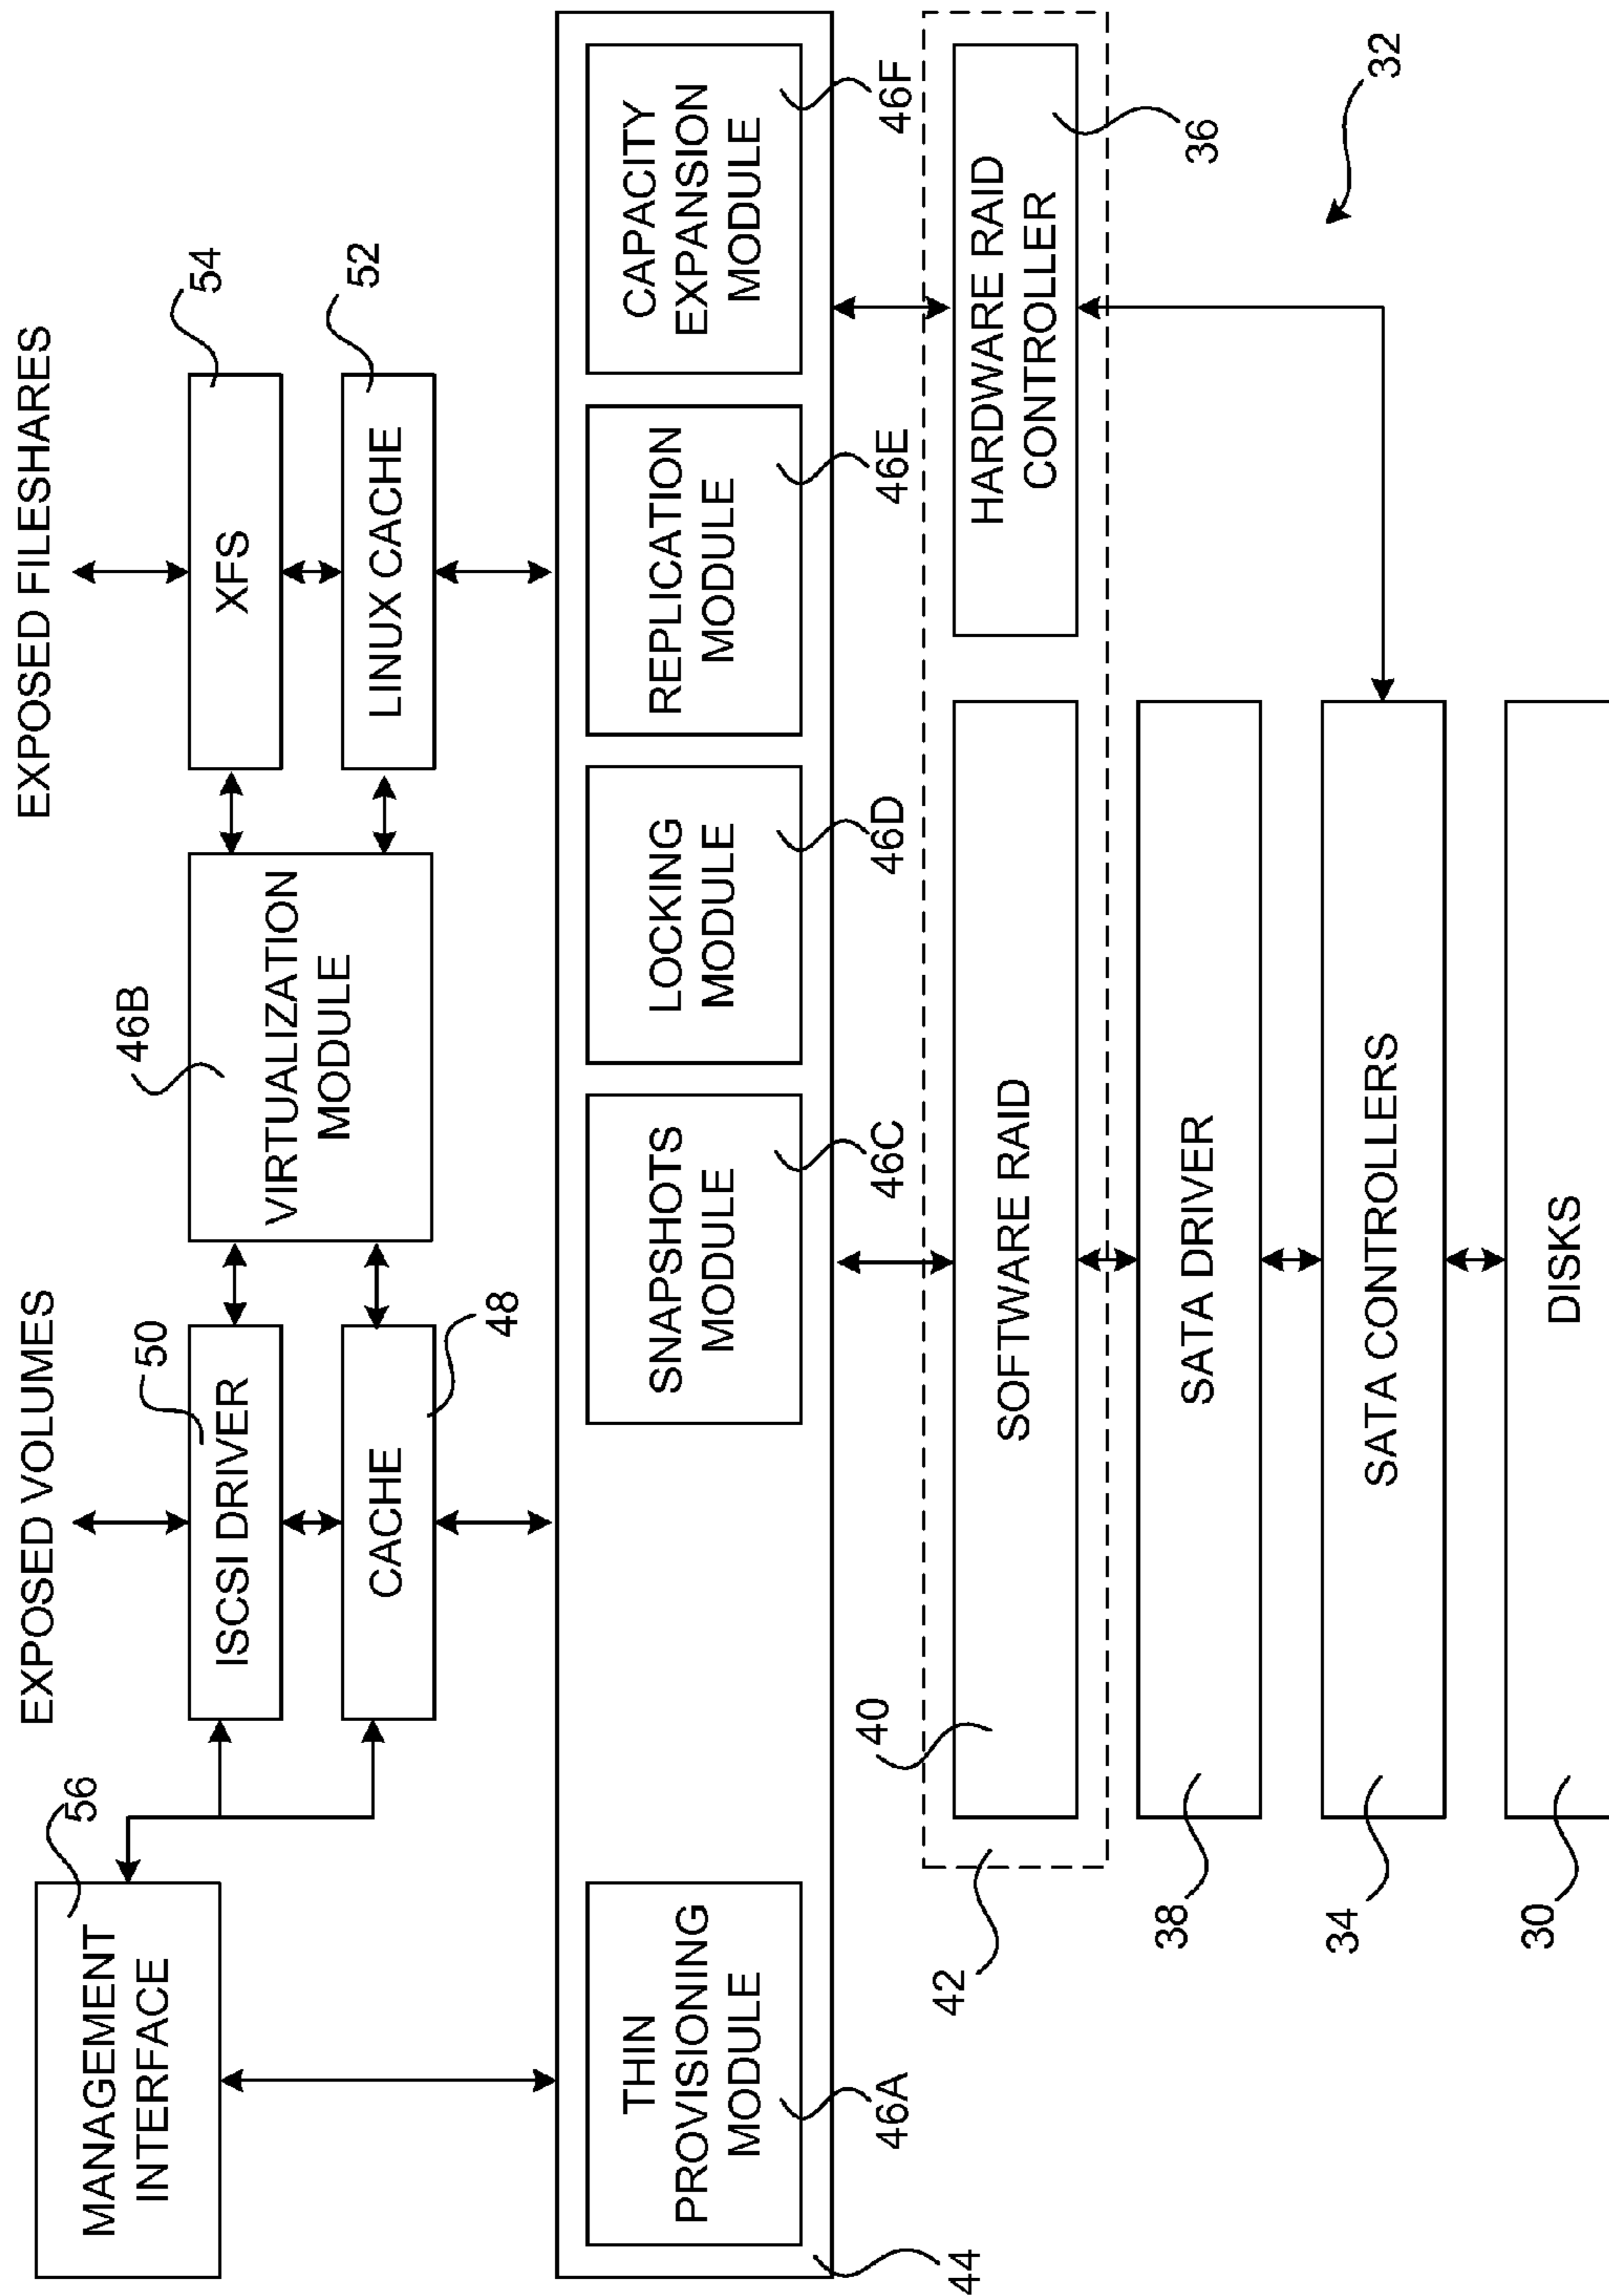 EXPOSED VOLUMES
EXPOSED FILESHARES
56
MANAGEMENT
INTERFACE
50
ISCSI DRIVER
CACHE
48
46B
VIRTUALIZATION
MODULE
54
XFS
52
LINUX CACHE
THIN
PROVISIONING
MODULE
46A
44
SNAPSHOTS
MODULE
46C
LOCKING
MODULE
46D
REPLICATION
MODULE
46E
CAPACITY
EXPANSION
MODULE
46F
40
SOFTWARE RAID
42
HARDWARE RAID
CONTROLLER
36
SATA DRIVER
38
SATA CONTROLLERS
34
DISKS
30
32